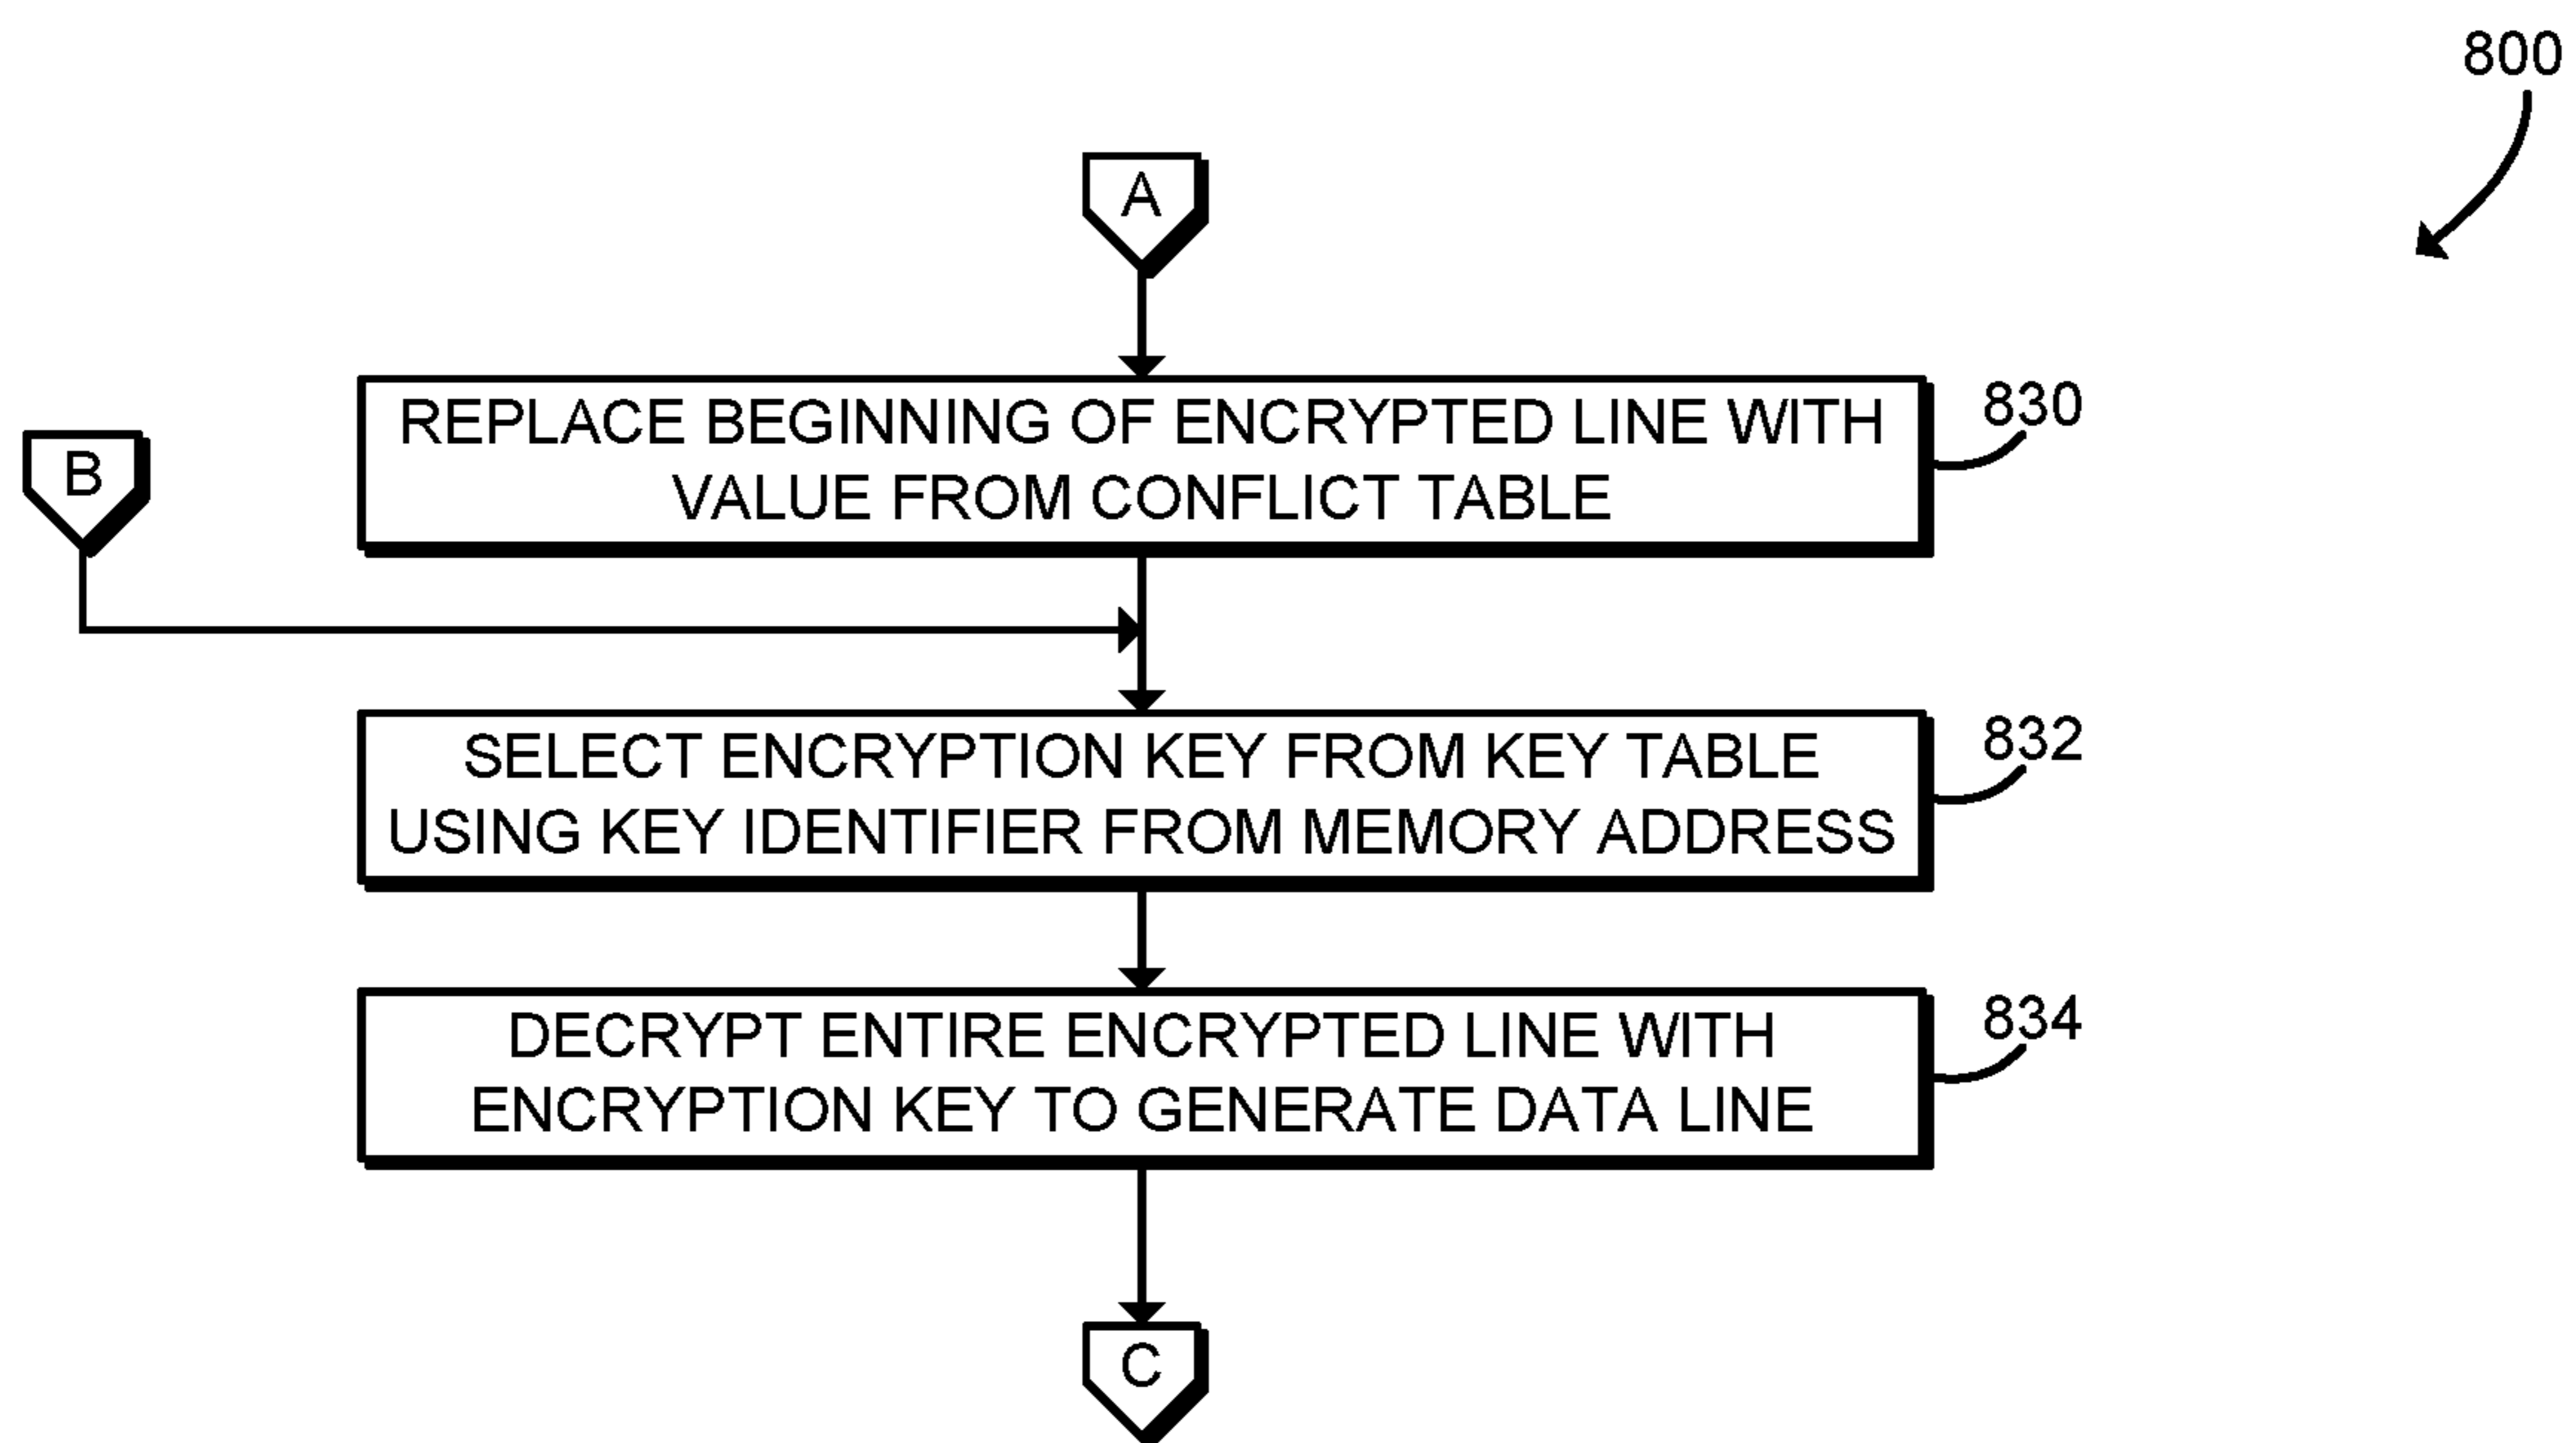 800
A
REPLACE BEGINNING OF ENCRYPTED LINE WITH
VALUE FROM CONFLICT TABLE
830
B
SELECT ENCRYPTION KEY FROM KEY TABLE
USING KEY IDENTIFIER FROM MEMORY ADDRESS
832
DECRYPT ENTIRE ENCRYPTED LINE WITH
ENCRYPTION KEY TO GENERATE DATA LINE
834
C